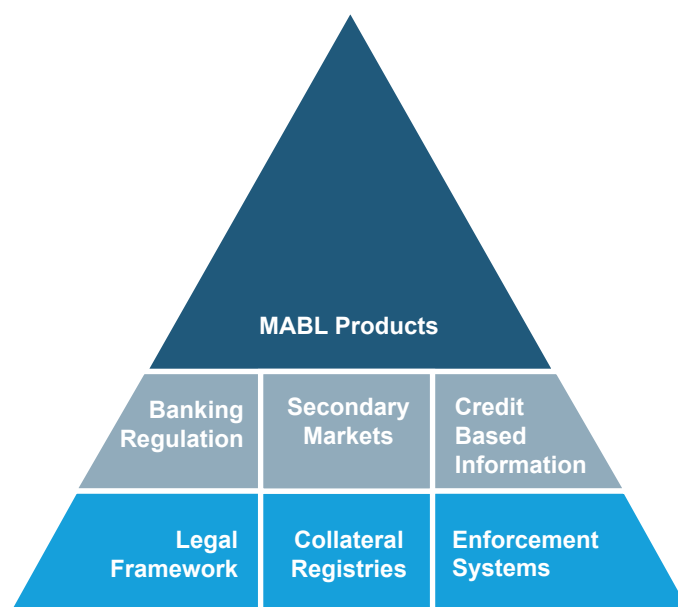 MABL Products
Banking
Regulation
Secondary
Markets
Credit
Based
Information
Legal
Framework
Collateral
Registries
Enforcement
Systems